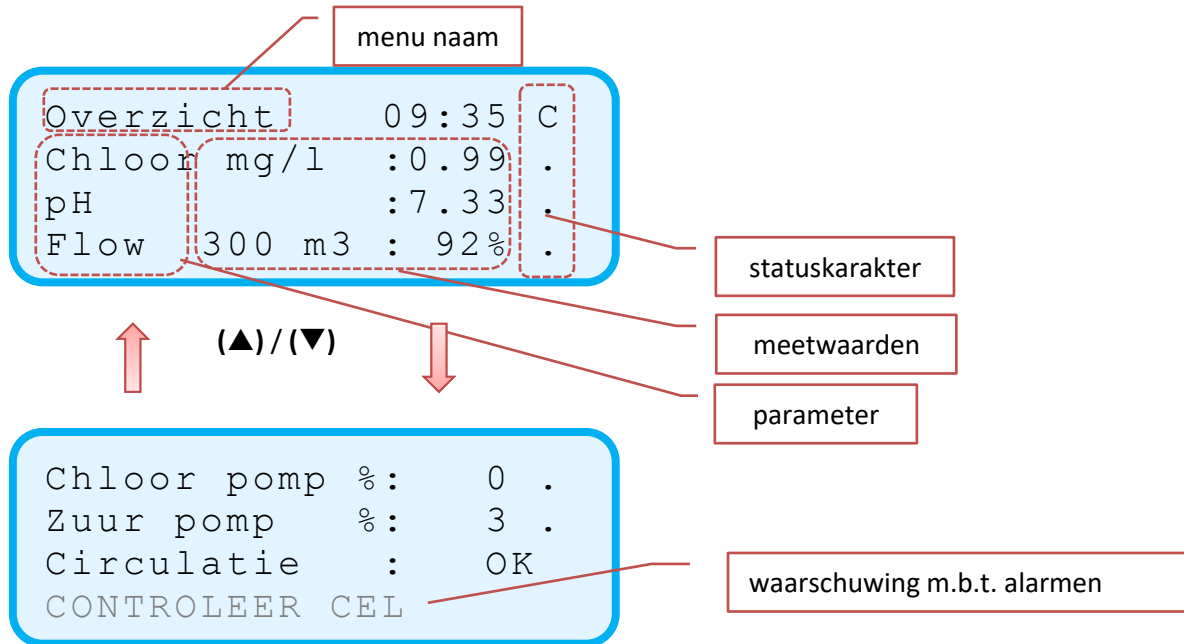 menu naam
Overzicht 09:35 C
Chloor mg/l :0.99 .
pH :7.33 .
Flow 300 m3 : 92% .
statuskarakter
(▲) / (▼)
meetwaarden
parameter
Chloor pomp %: 0 .
Zuur pomp %: 3 .
Circulatie : OK
waarschuwing m.b.t. alarmen
CONTROLEER CEL